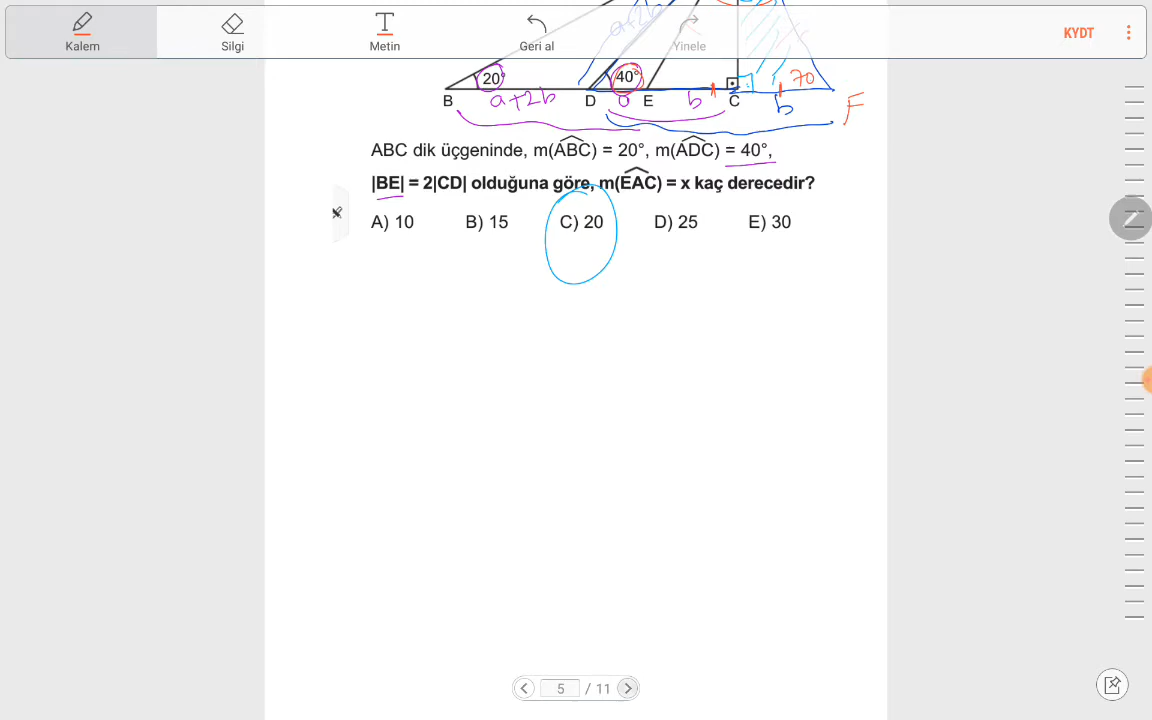 Kalem Silgi Metin Geri al Yinele KYDT
a+2b
20° 40° 70
B a+2b D E b C b F
ABC dik üçgeninde, m(ABC) = 20°, m(ADC) = 40°,
|BE| = 2|CD| olduğuna göre, m(EAC) = x kaç derecedir?
A) 10 B) 15 C) 20 D) 25 E) 30
5 / 11